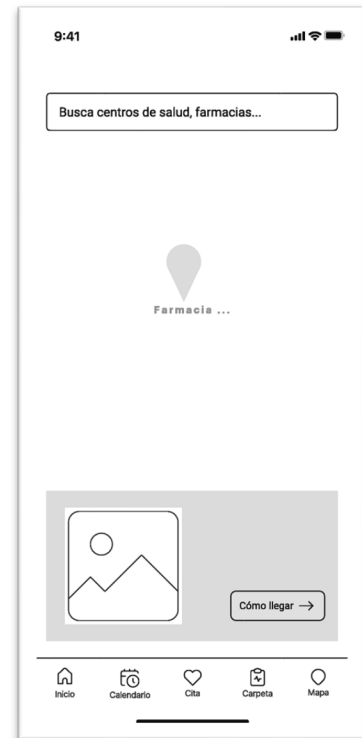 9:41
Busca centros de salud, farmacias...
Farmacia ...
Cómo llegar →
Inicio
Calendario
Cita
Carpeta
Mapa